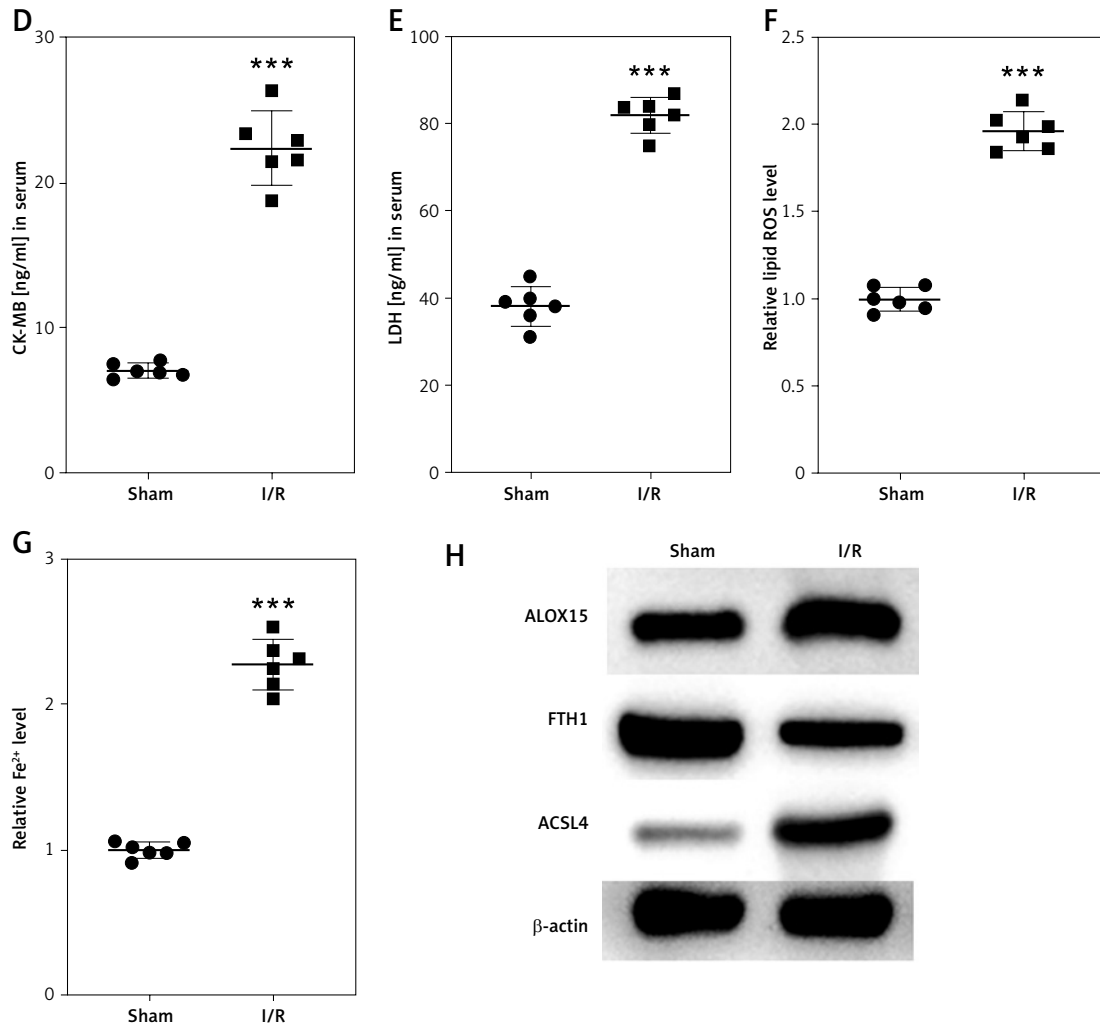 D
CK-MB [ng/ml] in serum
30
20
10
0
***
Sham I/R
E
LDH [ng/ml] in serum
100
80
60
40
20
0
***
Sham I/R
F
Relative lipid ROS level
2.5
2.0
1.5
1.0
0.5
0
***
Sham I/R
G
Relative Fe²⁺ level
3
2
1
0
***
Sham I/R
H
Sham I/R
ALOX15
FTH1
ACSL4
β-actin